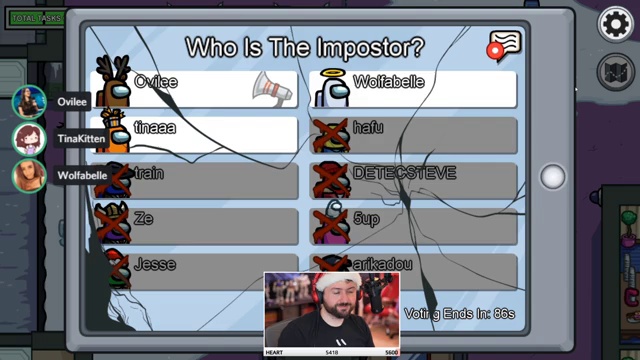 TOTAL TASKS
Who Is The Impostor?
Ovilee
Wolfabelle
Ovilee
tinaaa
hafu
TinaKitten
train
DETECSTEVE
Wolfabelle
Ze
5up
Jesse
arikadou
Voting Ends In: 86s
HEART 5418 5600